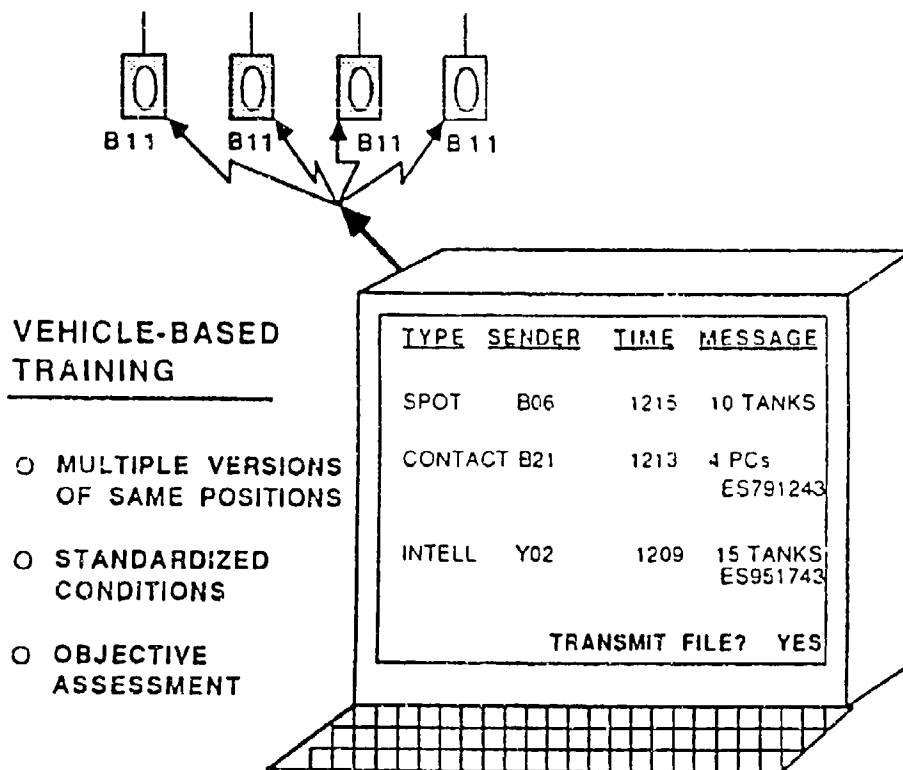 B11 B11 B11 B11
VEHICLE-BASED
TRAINING
O MULTIPLE VERSIONS
OF SAME POSITIONS
O STANDARDIZED
CONDITIONS
O OBJECTIVE
ASSESSMENT
TYPE SENDER TIME MESSAGE
SPOT B06 1215 10 TANKS
CONTACT B21 1213 4 PCs
ES791243
INTELL Y02 1209 15 TANKS
ES951743
TRANSMIT FILE? YES